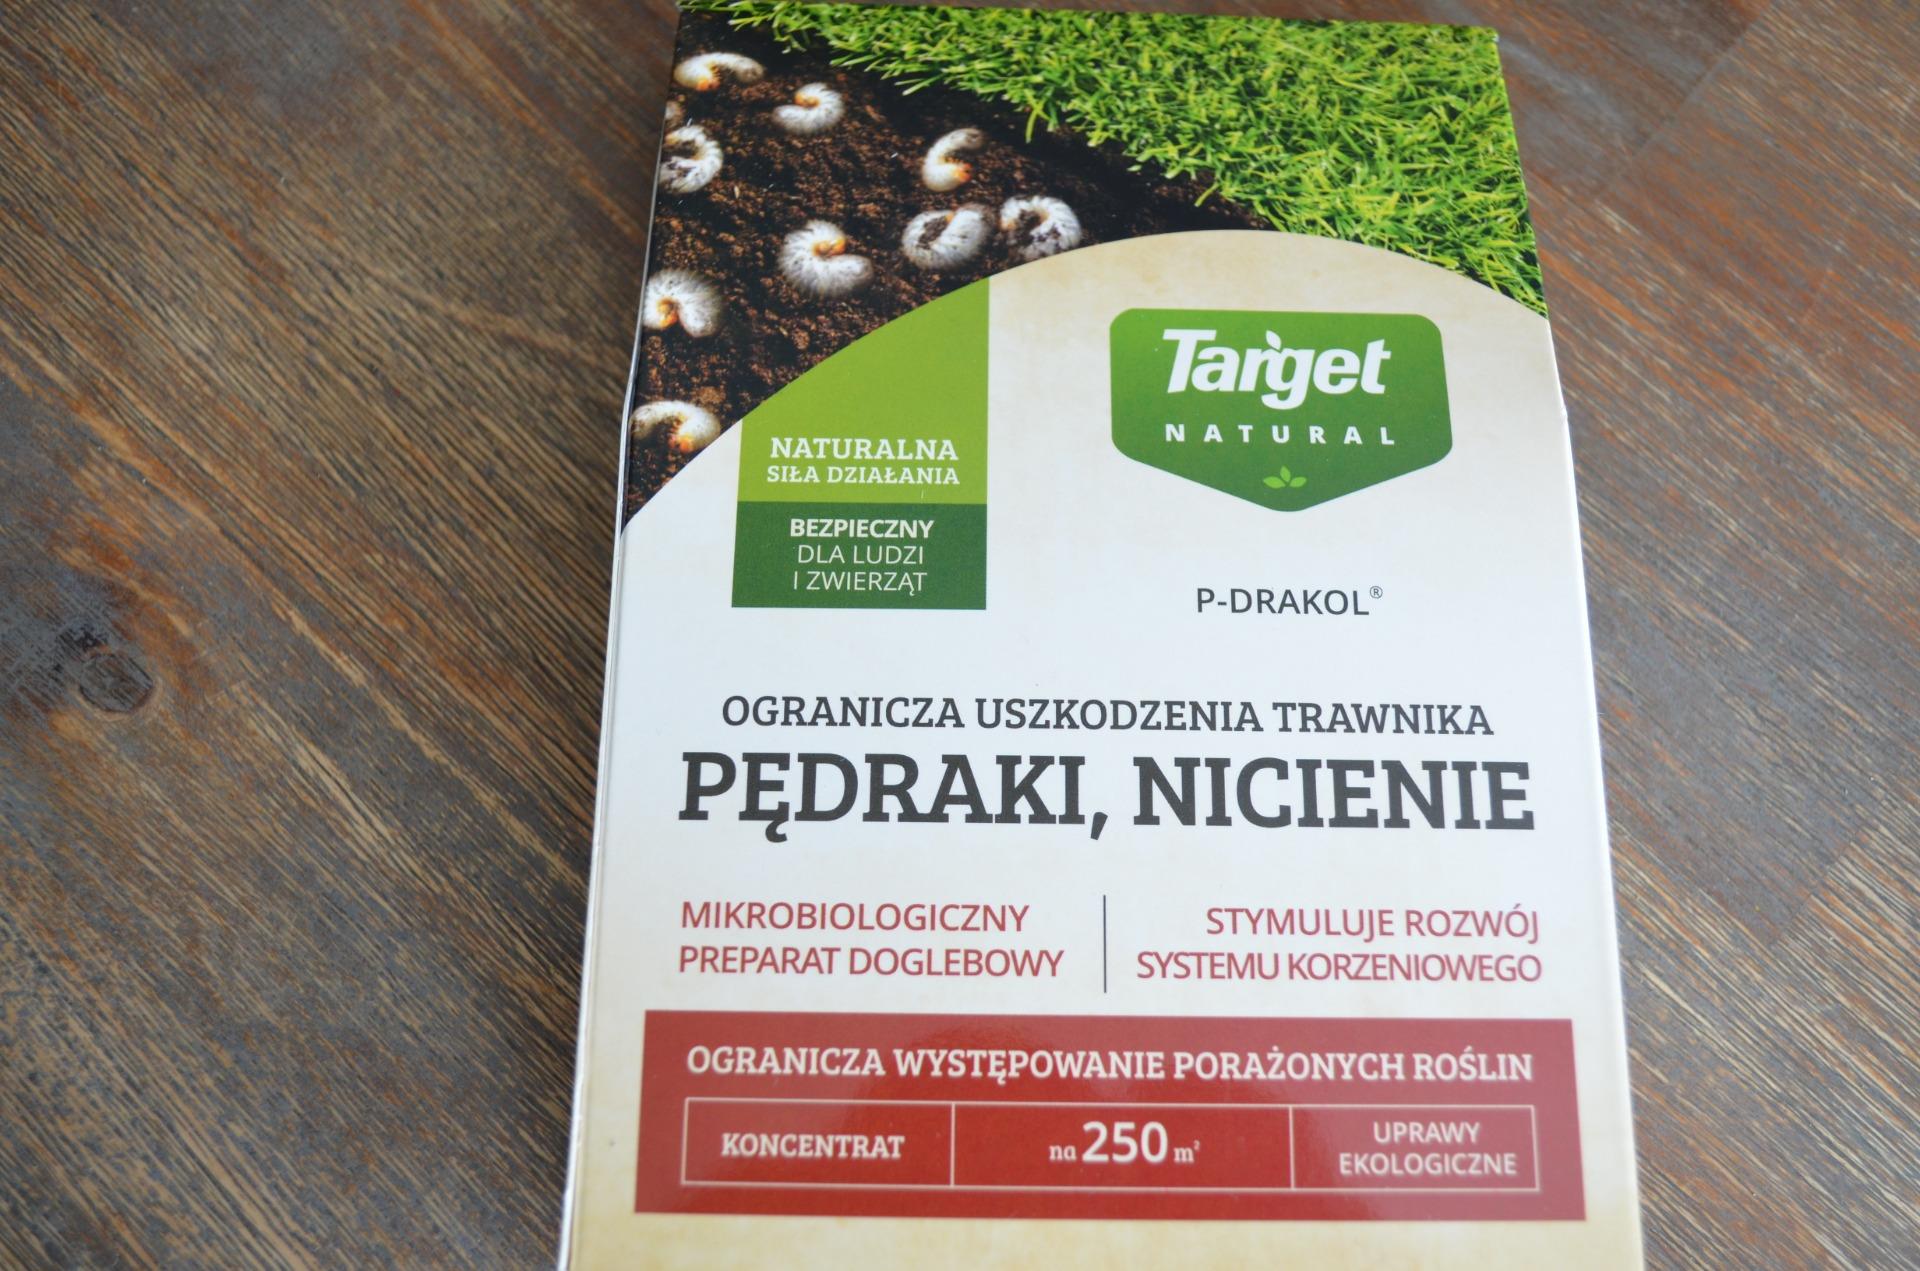 Target
NATURAL
NATURALNA
SIŁA DZIAŁANIA
BEZPIECZNY
DLA LUDZI
I ZWIERZĄT
P-DRAKOL®
OGRANICZA USZKODZENIA TRAWNIKA
PĘDRAKI, NICIENIE
MIKROBIOLOGICZNY
PREPARAT DOGLEBOWY
STYMULUJE ROZWÓJ
SYSTEMU KORZENIOWEGO
OGRANICZA WYSTĘPOWANIE PORAŻONYCH ROŚLIN
KONCENTRAT
na 250 m²
UPRAWY
EKOLOGICZNE